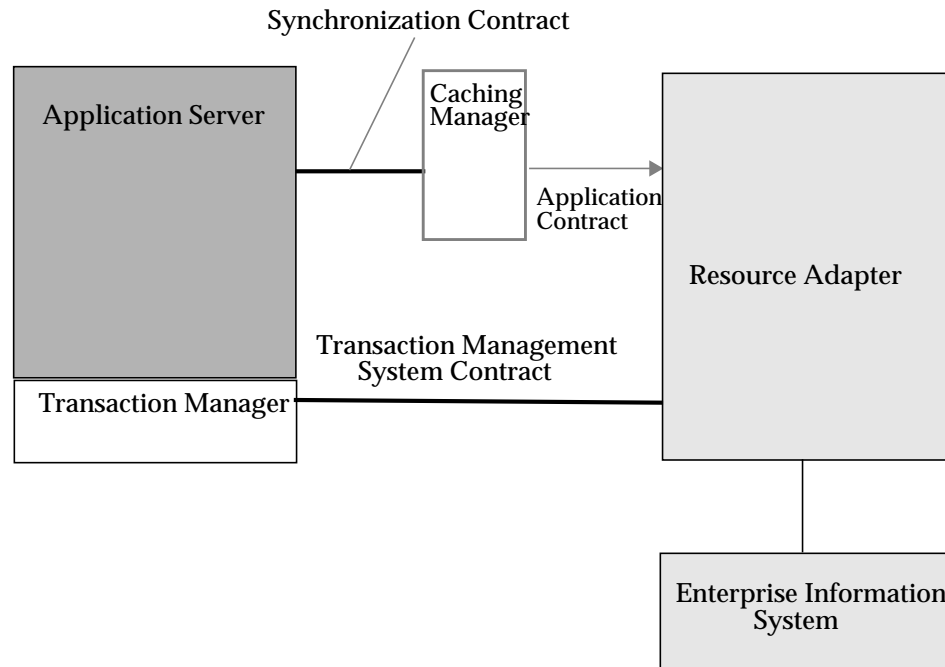 Synchronization Contract
Application Server
Caching
Manager
Application
Contract
Resource Adapter
Transaction Management
System Contract
Transaction Manager
Enterprise Information
System